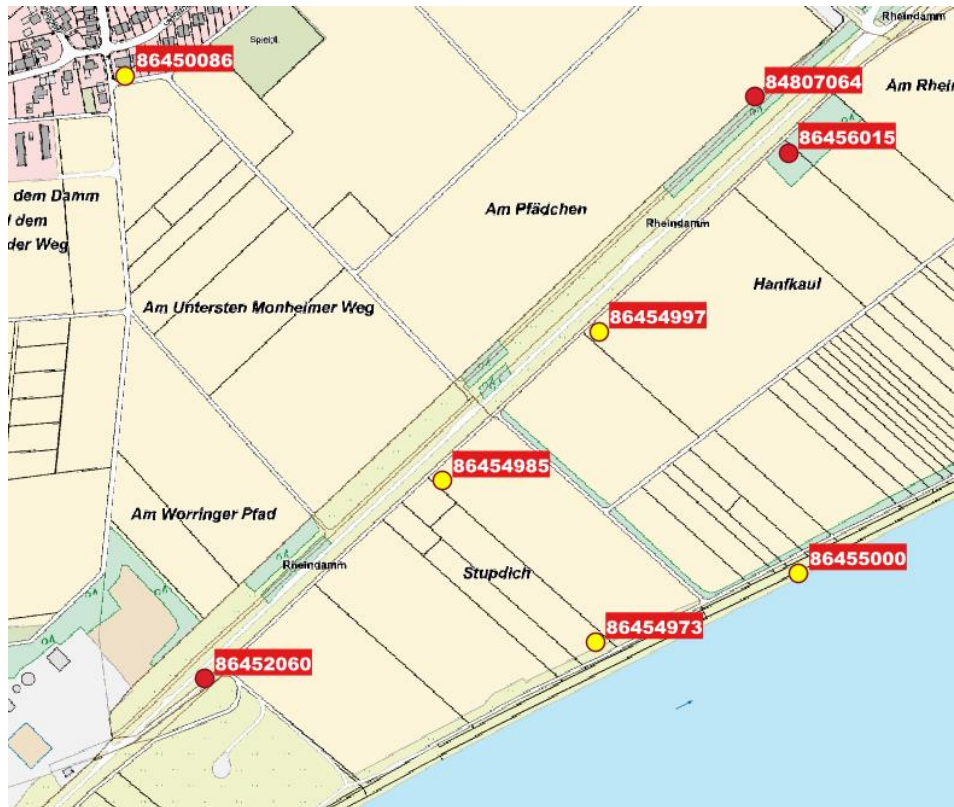 Rheindamm
Spielpl.
86450086
84807064
Am Rhein
86456015
dem Damm
dem
der Weg
Am Pfädchen
Rheindamm
Hanfkaul
Am Untersten Monheimer Weg
86454997
86454985
Am Worringer Pfad
Rheindamm
Stupdich
86455000
86454973
86452060